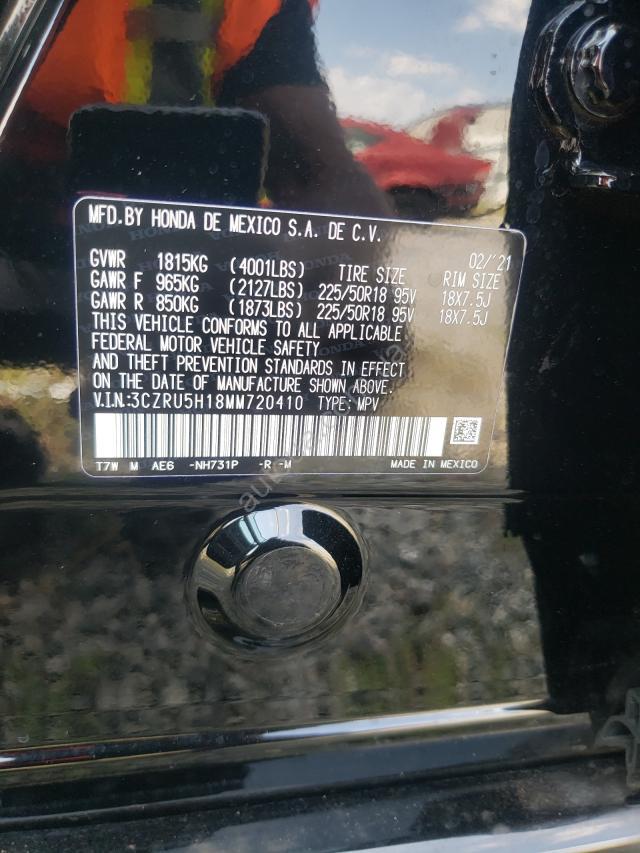 MFD.BY HONDA DE MEXICO S.A. DE C.V.
02/'21
GVWR 1815KG (4001LBS) TIRE SIZE RIM SIZE
GAWR F 965KG (2127LBS) 225/50R18 95V 18X7.5J
GAWR R 850KG (1873LBS) 225/50R18 95V 18X7.5J
THIS VEHICLE CONFORMS TO ALL APPLICABLE
FEDERAL MOTOR VEHICLE SAFETY
AND THEFT PREVENTION STANDARDS IN EFFECT
ON THE DATE OF MANUFACTURE SHOWN ABOVE.
V.I.N:3CZRU5H18MM720410 TYPE: MPV
T7W M AE6 -NH731P -R -M
MADE IN MEXICO